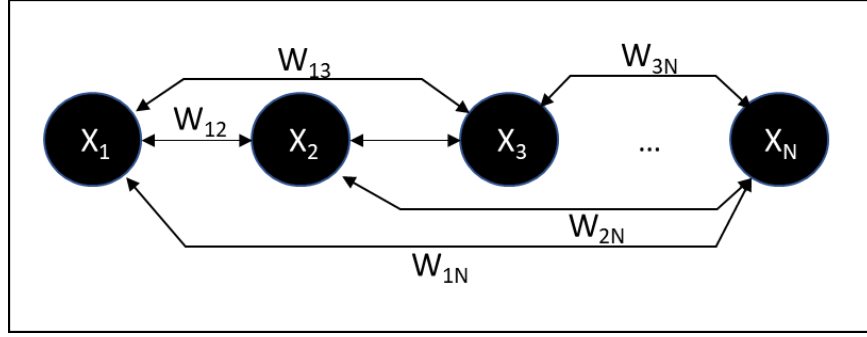 W₁₃
W₃ₙ
W₁₂
X₁ X₂ X₃ ... Xₙ
W₂ₙ
W₁ₙ